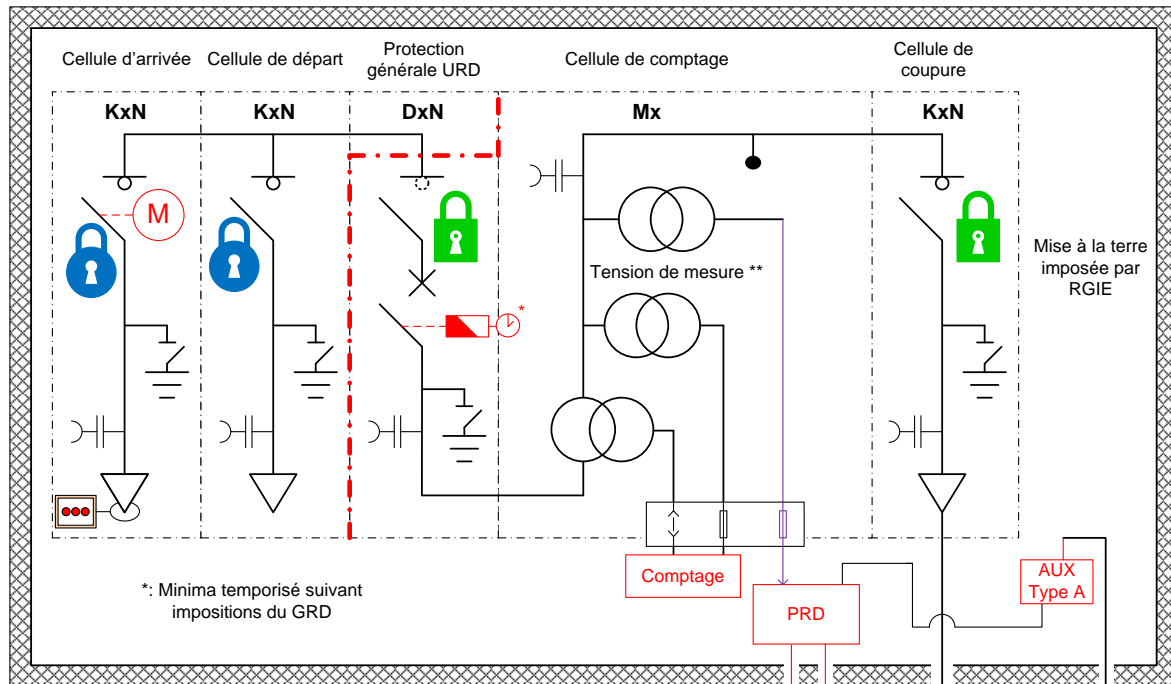 Cellule d'arrivée
Cellule de départ
Protection
générale URD
Cellule de comptage
Cellule de
coupure
KxN
KxN
DxN
Mx
KxN
M
Tension de mesure **
Mise à la terre
imposée par
RGIE
*
*: Minima temporisé suivant
impositions du GRD
Comptage
PRD
AUX
Type A